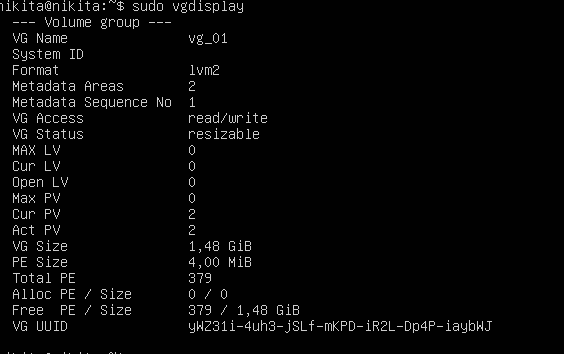 nikita@nikita:~$ sudo vgdisplay
--- Volume group ---
VG Name vg_01
System ID
Format lvm2
Metadata Areas 2
Metadata Sequence No 1
VG Access read/write
VG Status resizable
MAX LV 0
Cur LV 0
Open LV 0
Max PV 0
Cur PV 2
Act PV 2
VG Size 1,48 GiB
PE Size 4,00 MiB
Total PE 379
Alloc PE / Size 0 / 0
Free PE / Size 379 / 1,48 GiB
VG UUID yWZ31i-4uh3-jSLf-mKPD-iR2L-Dp4P-iaybWJ